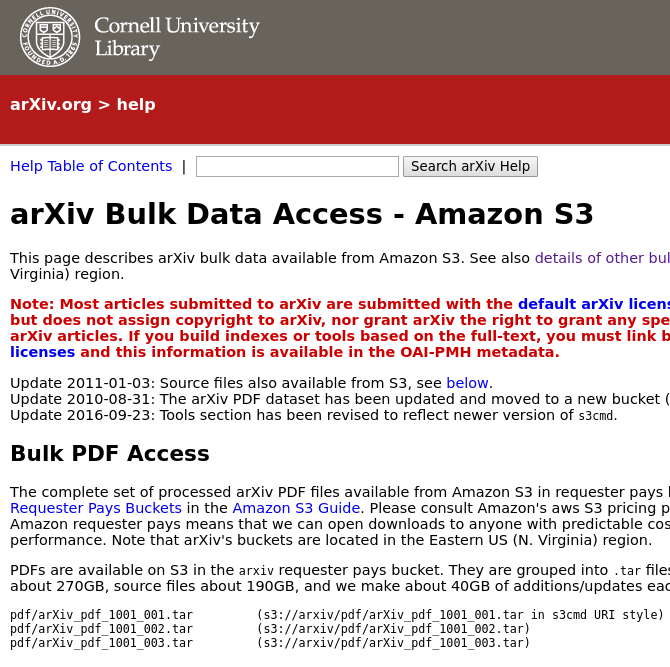 Cornell University
Library
arXiv.org > help
Help Table of Contents | Search arXiv Help
arXiv Bulk Data Access - Amazon S3
This page describes arXiv bulk data available from Amazon S3. See also details of other bul
Virginia) region.
Note: Most articles submitted to arXiv are submitted with the default arXiv licens
but does not assign copyright to arXiv, nor grant arXiv the right to grant any spe
arXiv articles. If you build indexes or tools based on the full-text, you must link b
licenses and this information is available in the OAI-PMH metadata.
Update 2011-01-03: Source files also available from S3, see below.
Update 2010-08-31: The arXiv PDF dataset has been updated and moved to a new bucket (
Update 2016-09-23: Tools section has been revised to reflect newer version of s3cmd.
Bulk PDF Access
The complete set of processed arXiv PDF files available from Amazon S3 in requester pays
Requester Pays Buckets in the Amazon S3 Guide. Please consult Amazon's aws S3 pricing p
Amazon requester pays means that we can open downloads to anyone with predictable cos
performance. Note that arXiv's buckets are located in the Eastern US (N. Virginia) region.
PDFs are available on S3 in the arxiv requester pays bucket. They are grouped into .tar files
about 270GB, source files about 190GB, and we make about 40GB of additions/updates eac
pdf/arXiv_pdf_1001_001.tar (s3://arxiv/pdf/arXiv_pdf_1001_001.tar in s3cmd URI style)
pdf/arXiv_pdf_1001_002.tar (s3://arxiv/pdf/arXiv_pdf_1001_002.tar)
pdf/arXiv_pdf_1001_003.tar (s3://arxiv/pdf/arXiv_pdf_1001_003.tar)